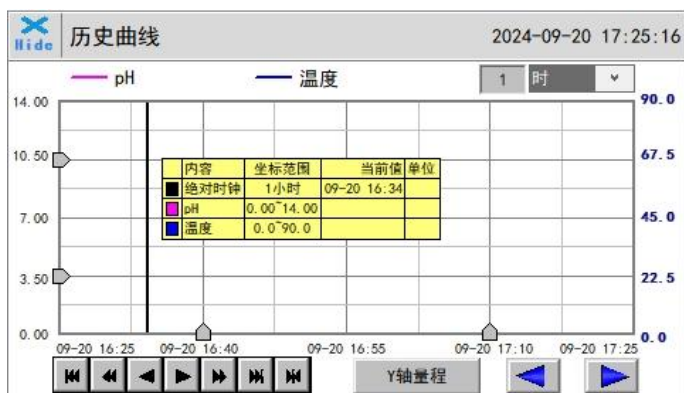 Hide 历史曲线 2024-09-20 17:25:16
pH 温度 1 时
14.00 90.0
10.50 67.5
7.00 45.0
3.50 22.5
0.00 0.0
内容 坐标范围 当前值 单位
绝对时钟 1小时 09-20 16:34
pH 0.00~14.00
温度 0.0~90.0
09-20 16:25 09-20 16:40 09-20 16:55 09-20 17:10 09-20 17:25
Y轴量程